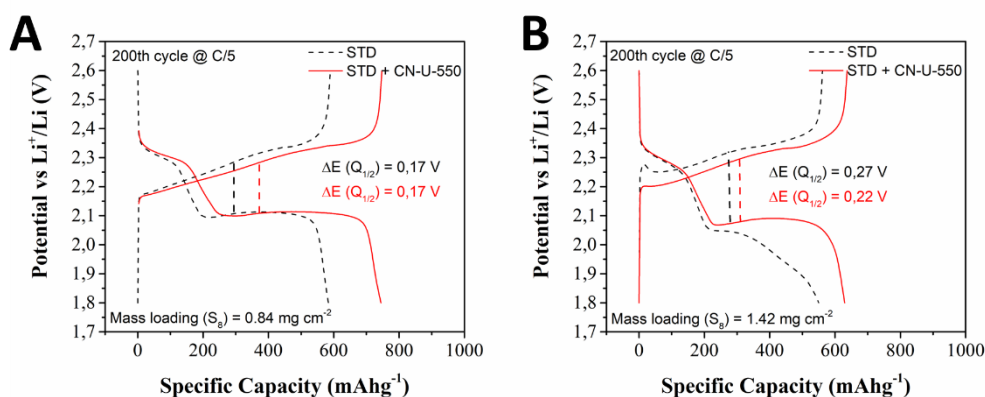 A
200th cycle @ C/5
STD
STD + CN-U-550
ΔE (Q1/2) = 0,17 V
ΔE (Q1/2) = 0,17 V
Mass loading (S8) = 0.84 mg cm-2
Potential vs Li+/Li (V)
2,7
2,6
2,5
2,4
2,3
2,2
2,1
2,0
1,9
1,8
1,7
0
200
400
600
800
1000
Specific Capacity (mAhg-1)
B
200th cycle @ C/5
STD
STD + CN-U-550
ΔE (Q1/2) = 0,27 V
ΔE (Q1/2) = 0,22 V
Mass loading (S8) = 1.42 mg cm-2
Potential vs Li+/Li (V)
2,7
2,6
2,5
2,4
2,3
2,2
2,1
2,0
1,9
1,8
1,7
0
200
400
600
800
1000
Specific Capacity (mAhg-1)